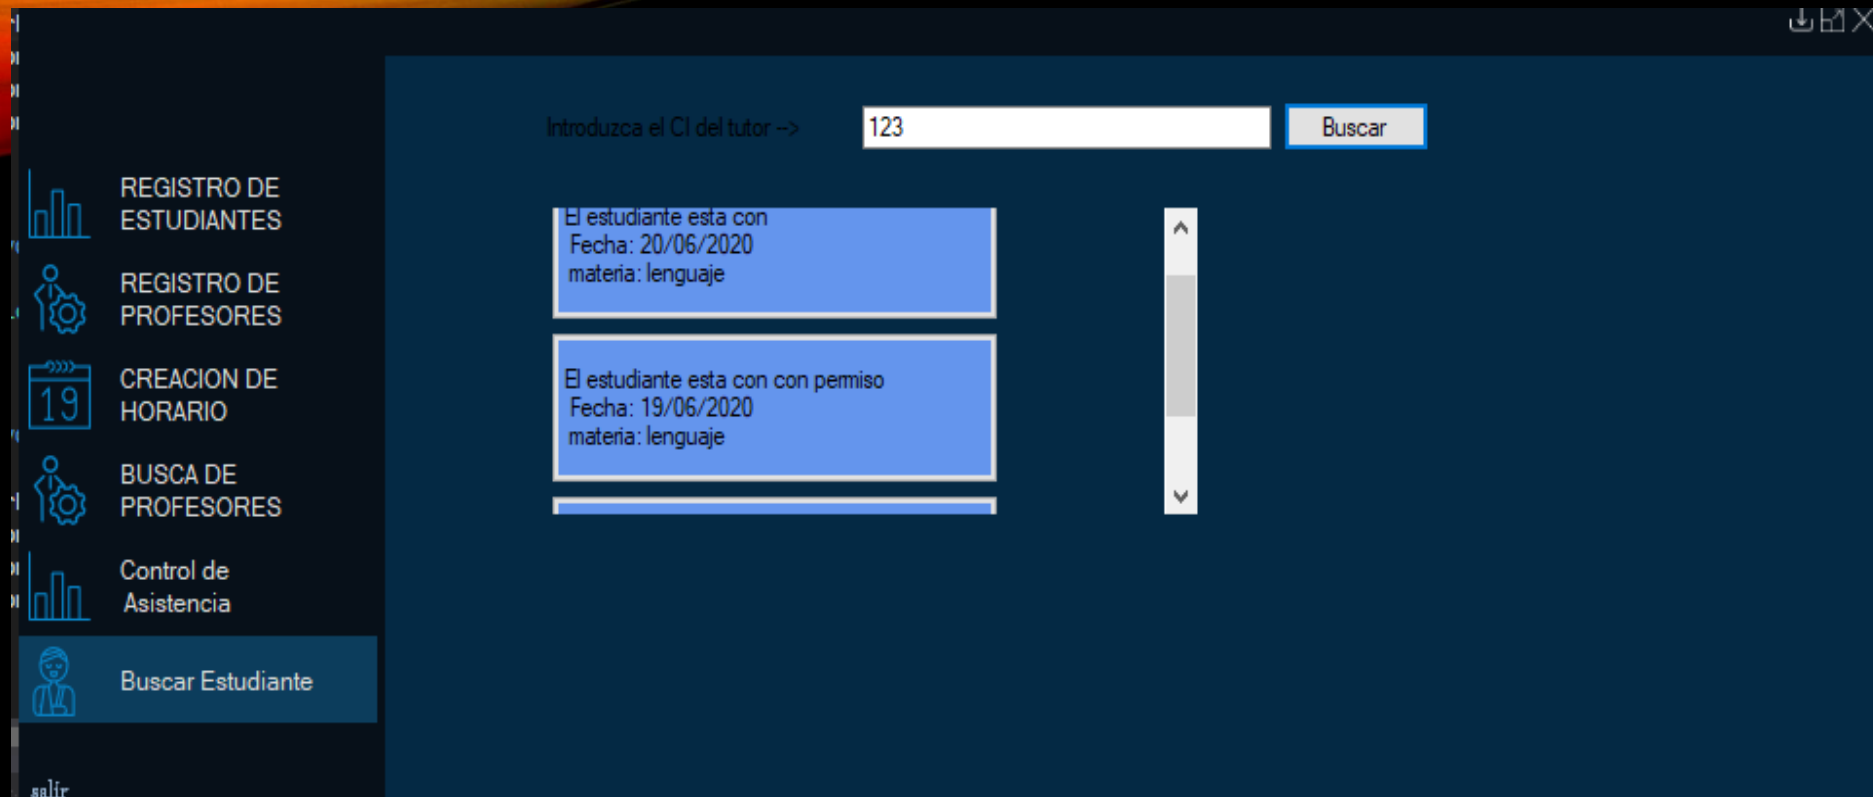 Introduzca el CI del tutor -->
123
Buscar
REGISTRO DE
ESTUDIANTES
REGISTRO DE
PROFESORES
CREACION DE
HORARIO
19
BUSCA DE
PROFESORES
Control de
Asistencia
Buscar Estudiante
salir
El estudiante esta con
Fecha: 20/06/2020
materia: lenguaje
El estudiante esta con con permiso
Fecha: 19/06/2020
materia: lenguaje